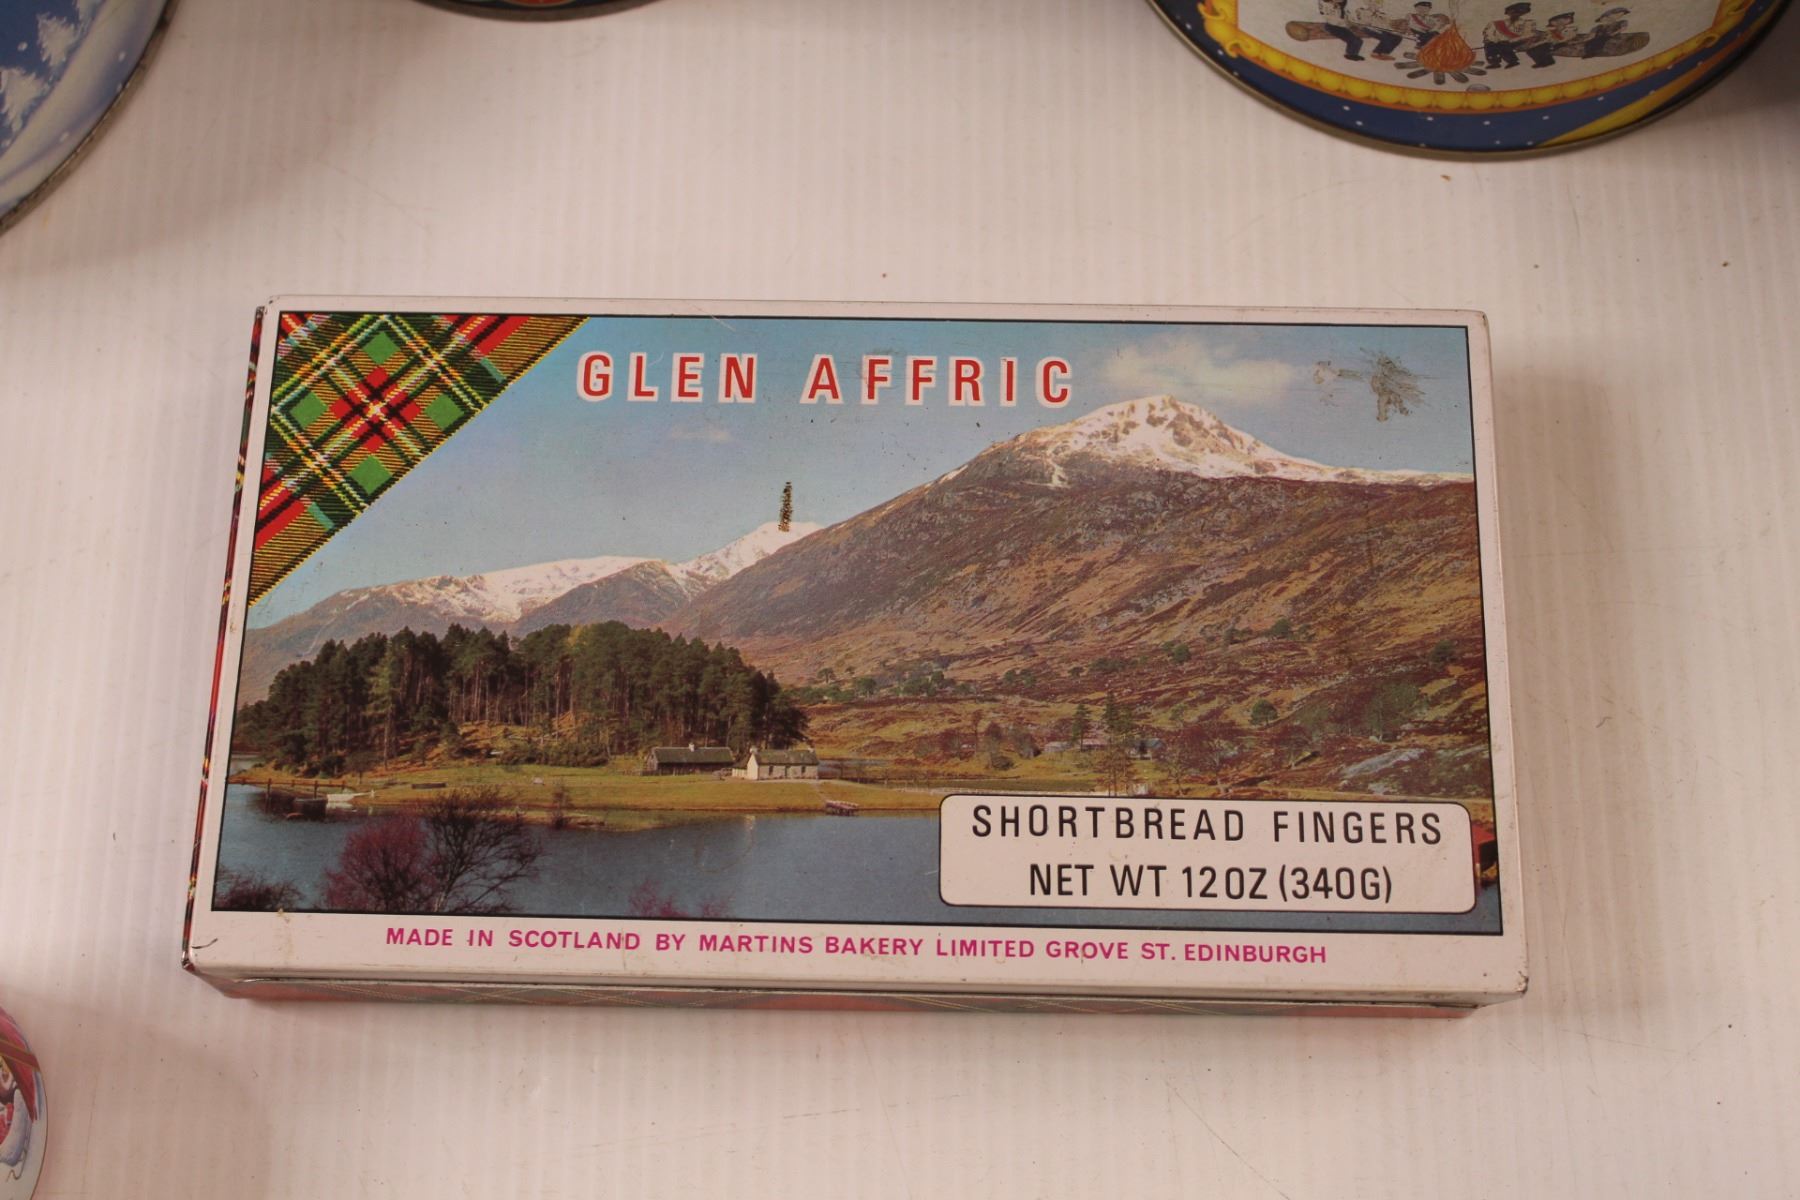 GLEN AFFRIC
SHORTBREAD FINGERS
NET WT 12OZ (340G)
MADE IN SCOTLAND BY MARTINS BAKERY LIMITED GROVE ST. EDINBURGH